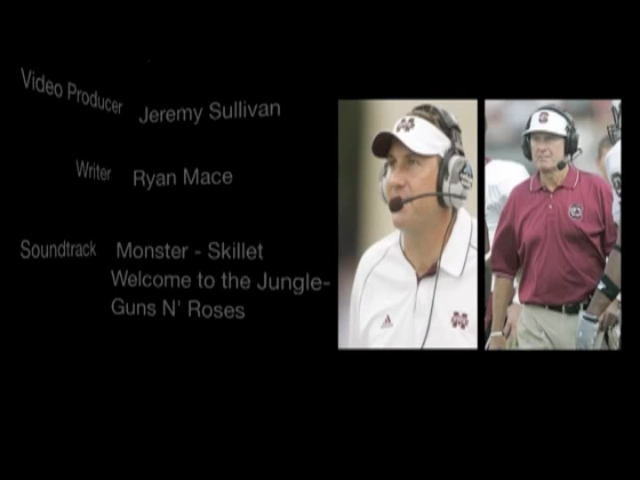 Video Producer Jeremy Sullivan
Writer Ryan Mace
Soundtrack Monster - Skillet
Welcome to the Jungle-
Guns N' Roses